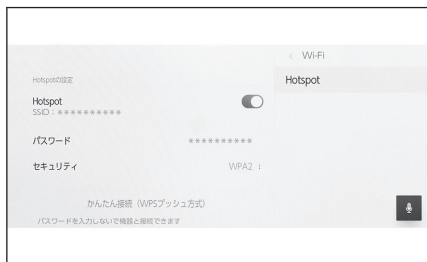 Wi-Fi
Hotspot
Hotspotの設定
Hotspot
SSID：**********
パスワード **********
セキュリティ WPA2
かんたん接続（WPSプッシュ方式）
パスワードを入力しないで機器と接続できます